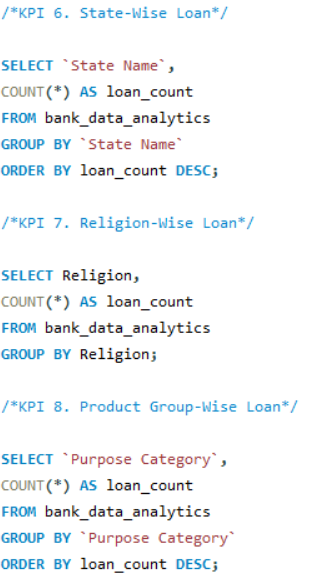 /*KPI 6. State-Wise Loan*/
SELECT `State Name`,
COUNT(*) AS loan_count
FROM bank_data_analytics
GROUP BY `State Name`
ORDER BY loan_count DESC;
/*KPI 7. Religion-Wise Loan*/
SELECT Religion,
COUNT(*) AS loan_count
FROM bank_data_analytics
GROUP BY Religion;
/*KPI 8. Product Group-Wise Loan*/
SELECT `Purpose Category`,
COUNT(*) AS loan_count
FROM bank_data_analytics
GROUP BY `Purpose Category`
ORDER BY loan_count DESC;